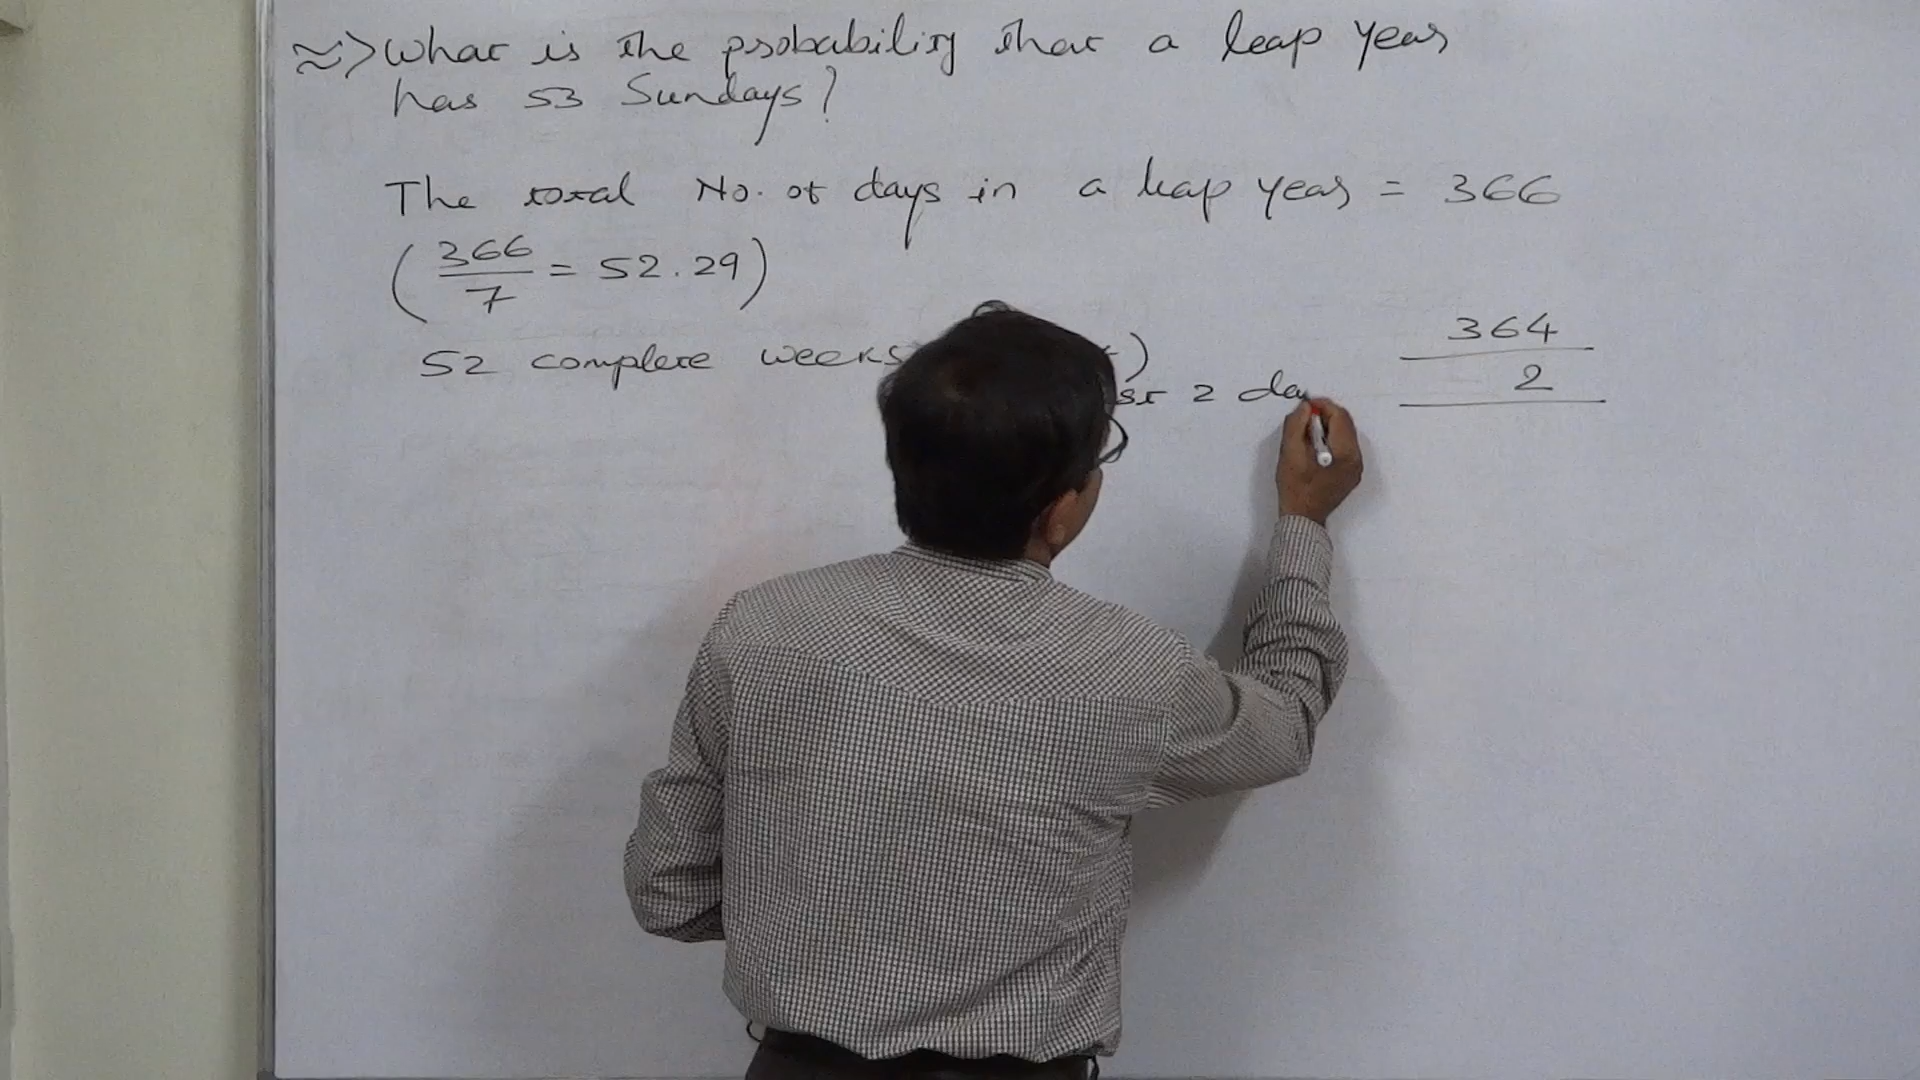 ≈> What is the probability that a leap year
has 53 Sundays?
The total No. of days in a leap year = 366
(366/7 = 52.29)
364
52 complete weeks )
2
2 da